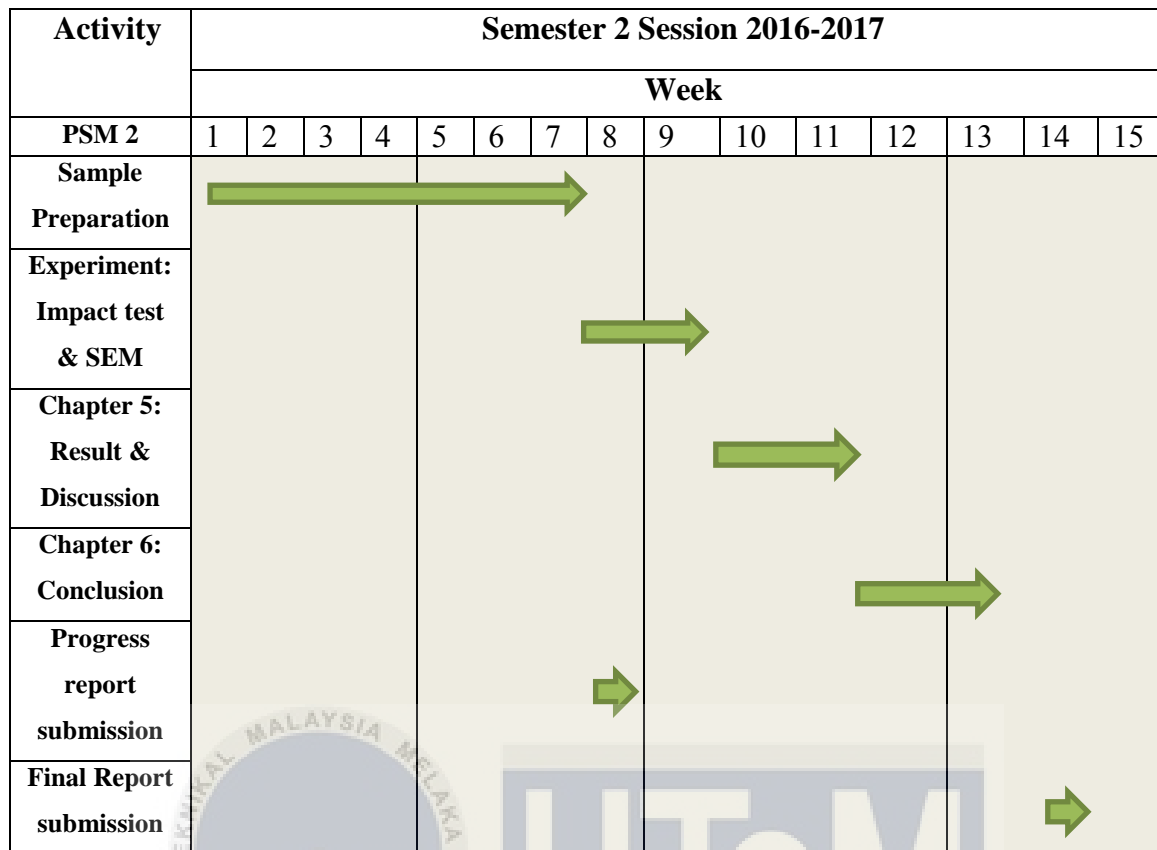 Activity Semester 2 Session 2016-2017
Week
PSM 2 1 2 3 4 5 6 7 8 9 10 11 12 13 14 15
Sample
Preparation
Experiment:
Impact test
& SEM
Chapter 5:
Result &
Discussion
Chapter 6:
Conclusion
Progress
report
submission
MALAYSIA
Final Report
submission